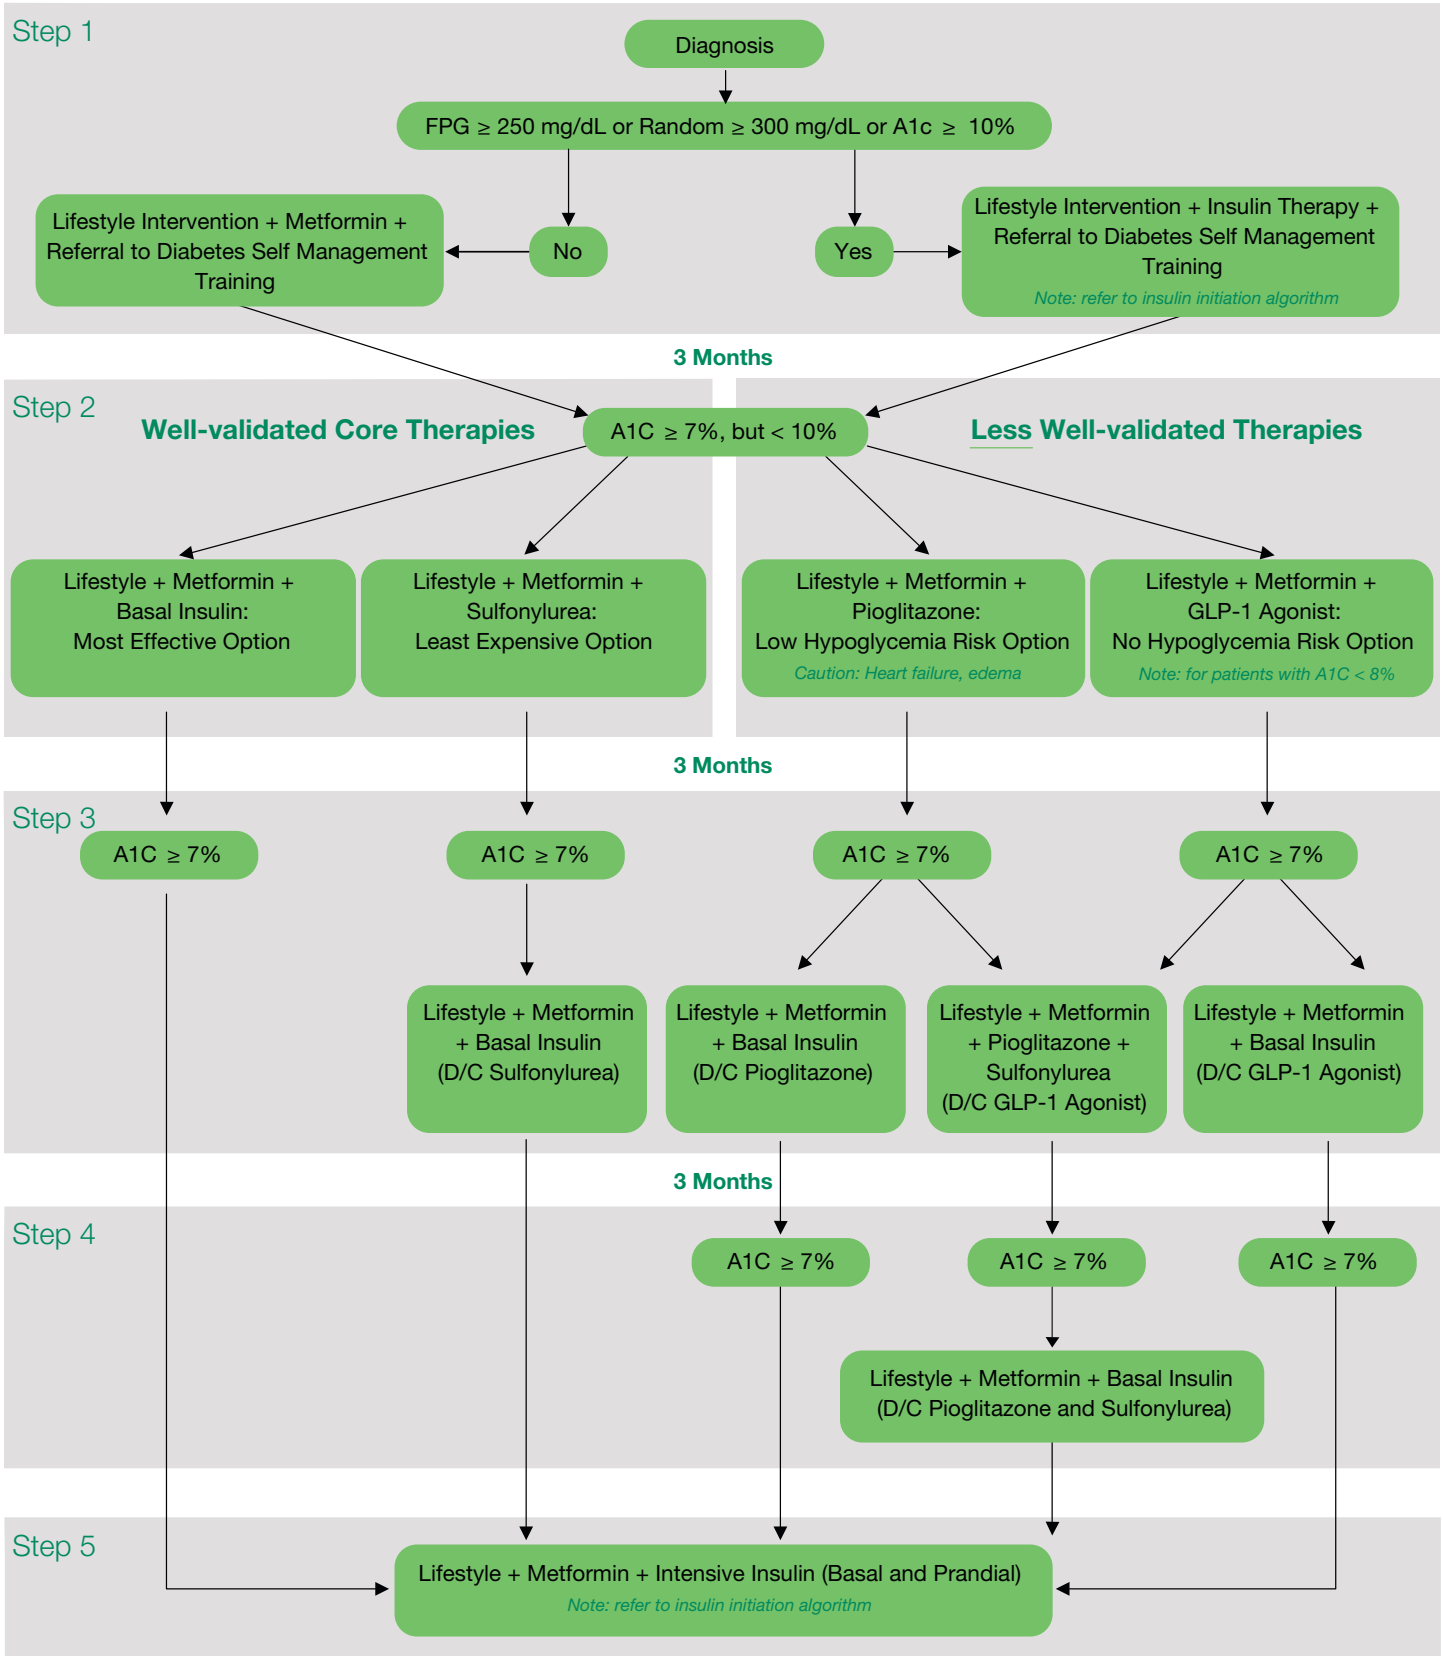 Step 1
Diagnosis
FPG ≥ 250 mg/dL or Random ≥ 300 mg/dL or A1c ≥ 10%
Lifestyle Intervention + Metformin +
Referral to Diabetes Self Management
Training
No
Yes
Lifestyle Intervention + Insulin Therapy +
Referral to Diabetes Self Management
Training
Note: refer to insulin initiation algorithm
3 Months
Step 2
Well-validated Core Therapies
A1C ≥ 7%, but < 10%
Less Well-validated Therapies
Lifestyle + Metformin +
Basal Insulin:
Most Effective Option
Lifestyle + Metformin +
Sulfonylurea:
Least Expensive Option
Lifestyle + Metformin +
Pioglitazone:
Low Hypoglycemia Risk Option
Caution: Heart failure, edema
Lifestyle + Metformin +
GLP-1 Agonist:
No Hypoglycemia Risk Option
Note: for patients with A1C < 8%
3 Months
Step 3
A1C ≥ 7%
A1C ≥ 7%
A1C ≥ 7%
A1C ≥ 7%
Lifestyle + Metformin
+ Basal Insulin
(D/C Sulfonylurea)
Lifestyle + Metformin
+ Basal Insulin
(D/C Pioglitazone)
Lifestyle + Metformin
+ Pioglitazone +
Sulfonylurea
(D/C GLP-1 Agonist)
Lifestyle + Metformin
+ Basal Insulin
(D/C GLP-1 Agonist)
3 Months
Step 4
A1C ≥ 7%
A1C ≥ 7%
A1C ≥ 7%
Lifestyle + Metformin + Basal Insulin
(D/C Pioglitazone and Sulfonylurea)
Step 5
Lifestyle + Metformin + Intensive Insulin (Basal and Prandial)
Note: refer to insulin initiation algorithm